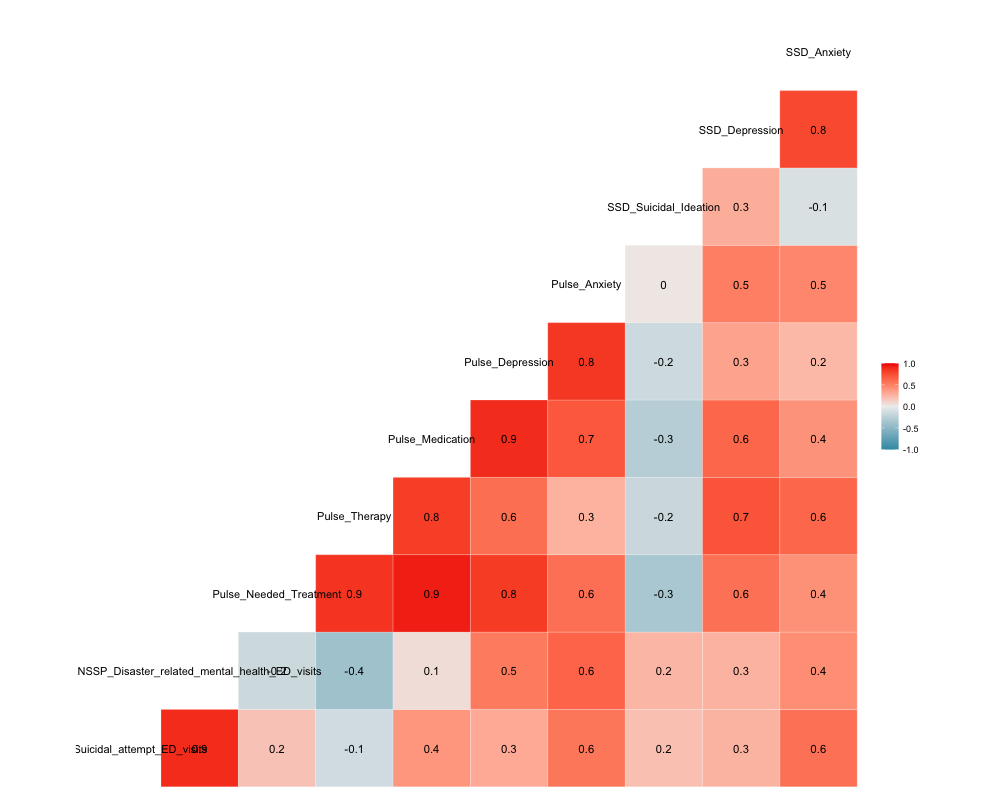 SSD_Anxiety
SSD_Depression 0.8
SSD_Suicidal_Ideation 0.3 -0.1
Pulse_Anxiety 0 0.5 0.5
Pulse_Depression 0.8 -0.2 0.3 0.2
1.0
0.5
0.0
-0.5
-1.0
Pulse_Medication 0.9 0.7 -0.3 0.6 0.4
Pulse_Therapy 0.8 0.6 0.3 -0.2 0.7 0.6
Pulse_Needed_Treatment 0.9 0.9 0.8 0.6 -0.3 0.6 0.4
NSSP_Disaster_related_mental_health_ED_visits -0.2 -0.4 0.1 0.5 0.6 0.2 0.3 0.4
Suicidal_attempt_ED_visits 0.9 0.2 -0.1 0.4 0.3 0.6 0.2 0.3 0.6